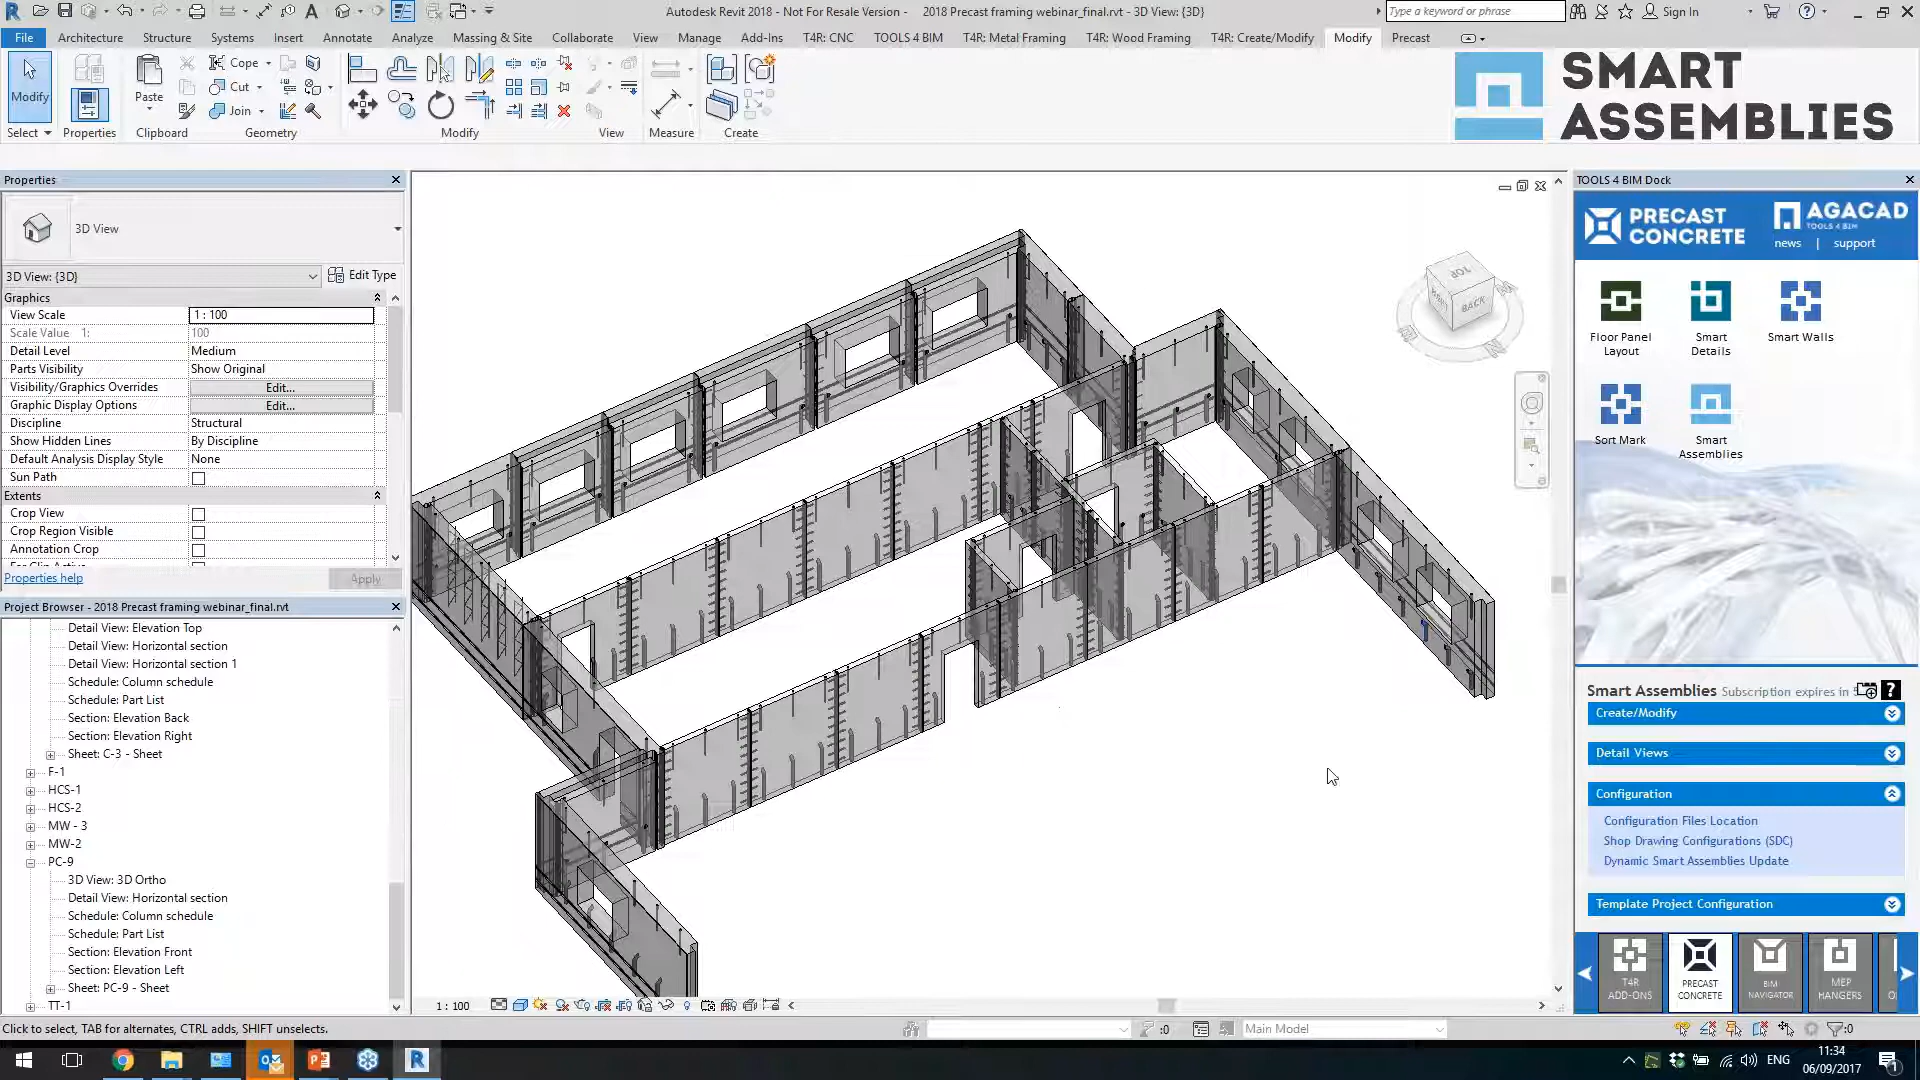 Autodesk Revit 2018 - Not For Resale Version -    2018 Precast framing webinar_final.rvt - 3D View: {3D}
Type a keyword or phrase
Sign In
File Architecture Structure Systems Insert Annotate Analyze Massing & Site Collaborate View Manage Add-Ins T4R: CNC TOOLS 4 BIM T4R: Metal Framing T4R: Wood Framing T4R: Create/Modify Modify Precast
Modify
Paste
Cope
Cut
Join
Select Properties Clipboard Geometry Modify View Measure Create
SMART
ASSEMBLIES
Properties
3D View
3D View: {3D}
Edit Type
Graphics
View Scale 1 : 100
Scale Value 1: 100
Detail Level Medium
Parts Visibility Show Original
Visibility/Graphics Overrides Edit...
Graphic Display Options Edit...
Discipline Structural
Show Hidden Lines By Discipline
Default Analysis Display Style None
Sun Path
Extents
Crop View
Crop Region Visible
Annotation Crop
Properties help
Apply
Project Browser - 2018 Precast framing webinar_final.rvt
Detail View: Elevation Top
Detail View: Horizontal section
Detail View: Horizontal section 1
Schedule: Column schedule
Schedule: Part List
Section: Elevation Back
Section: Elevation Right
Sheet: C-3 - Sheet
F-1
HCS-1
HCS-2
MW - 3
MW-2
PC-9
3D View: 3D Ortho
Detail View: Horizontal section
Schedule: Column schedule
Schedule: Part List
Section: Elevation Front
Section: Elevation Left
Sheet: PC-9 - Sheet
TT-1
TOP
BACK
1 : 100
TOOLS 4 BIM Dock
PRECAST
CONCRETE
AGACAD
TOOLS 4 BIM
news | support
Floor Panel
Layout
Smart
Details
Smart Walls
Sort Mark
Smart
Assemblies
Smart Assemblies Subscription expires in
Create/Modify
Detail Views
Configuration
Configuration Files Location
Shop Drawing Configurations (SDC)
Dynamic Smart Assemblies Update
Template Project Configuration
T4R
ADD-ONS
PRECAST
CONCRETE
BIM
NAVIGATOR
MEP
HANGERS
Click to select, TAB for alternates, CTRL adds, SHIFT unselects.
:0
Main Model
:0
ENG
11:34
06/09/2017